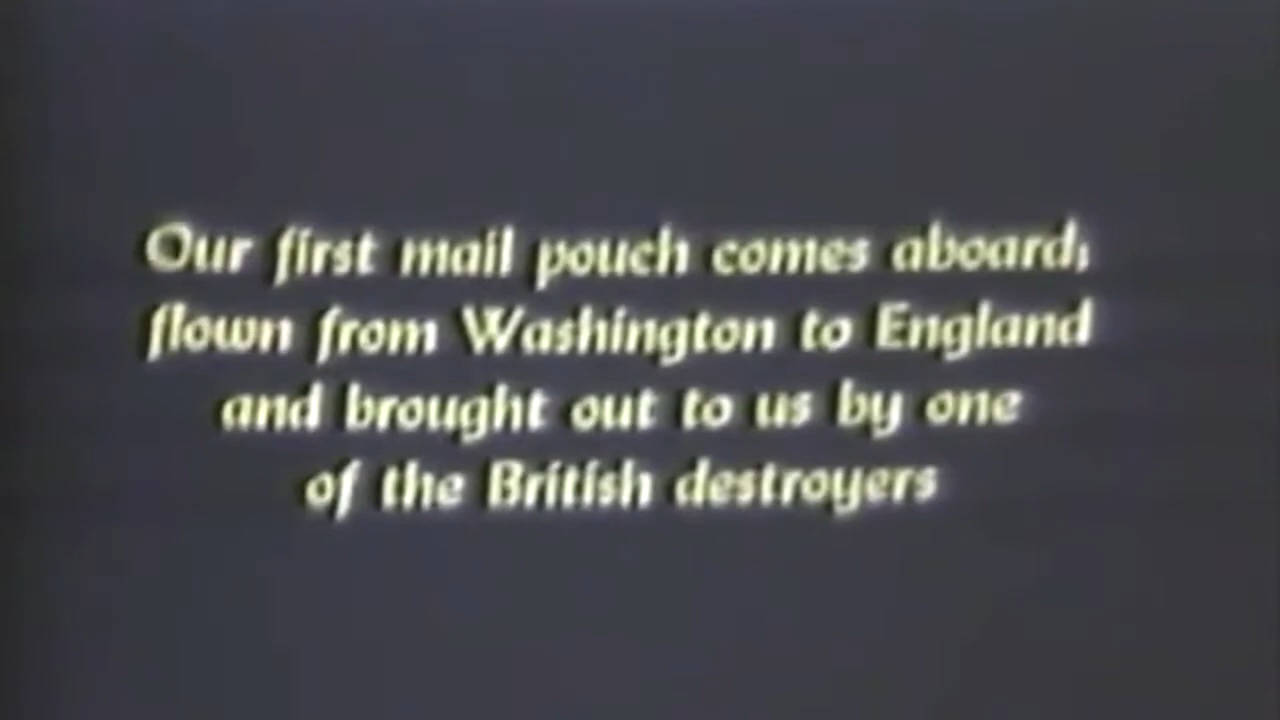 Our first mail pouch comes aboard;
flown from Washington to England
and brought out to us by one
of the British destroyers